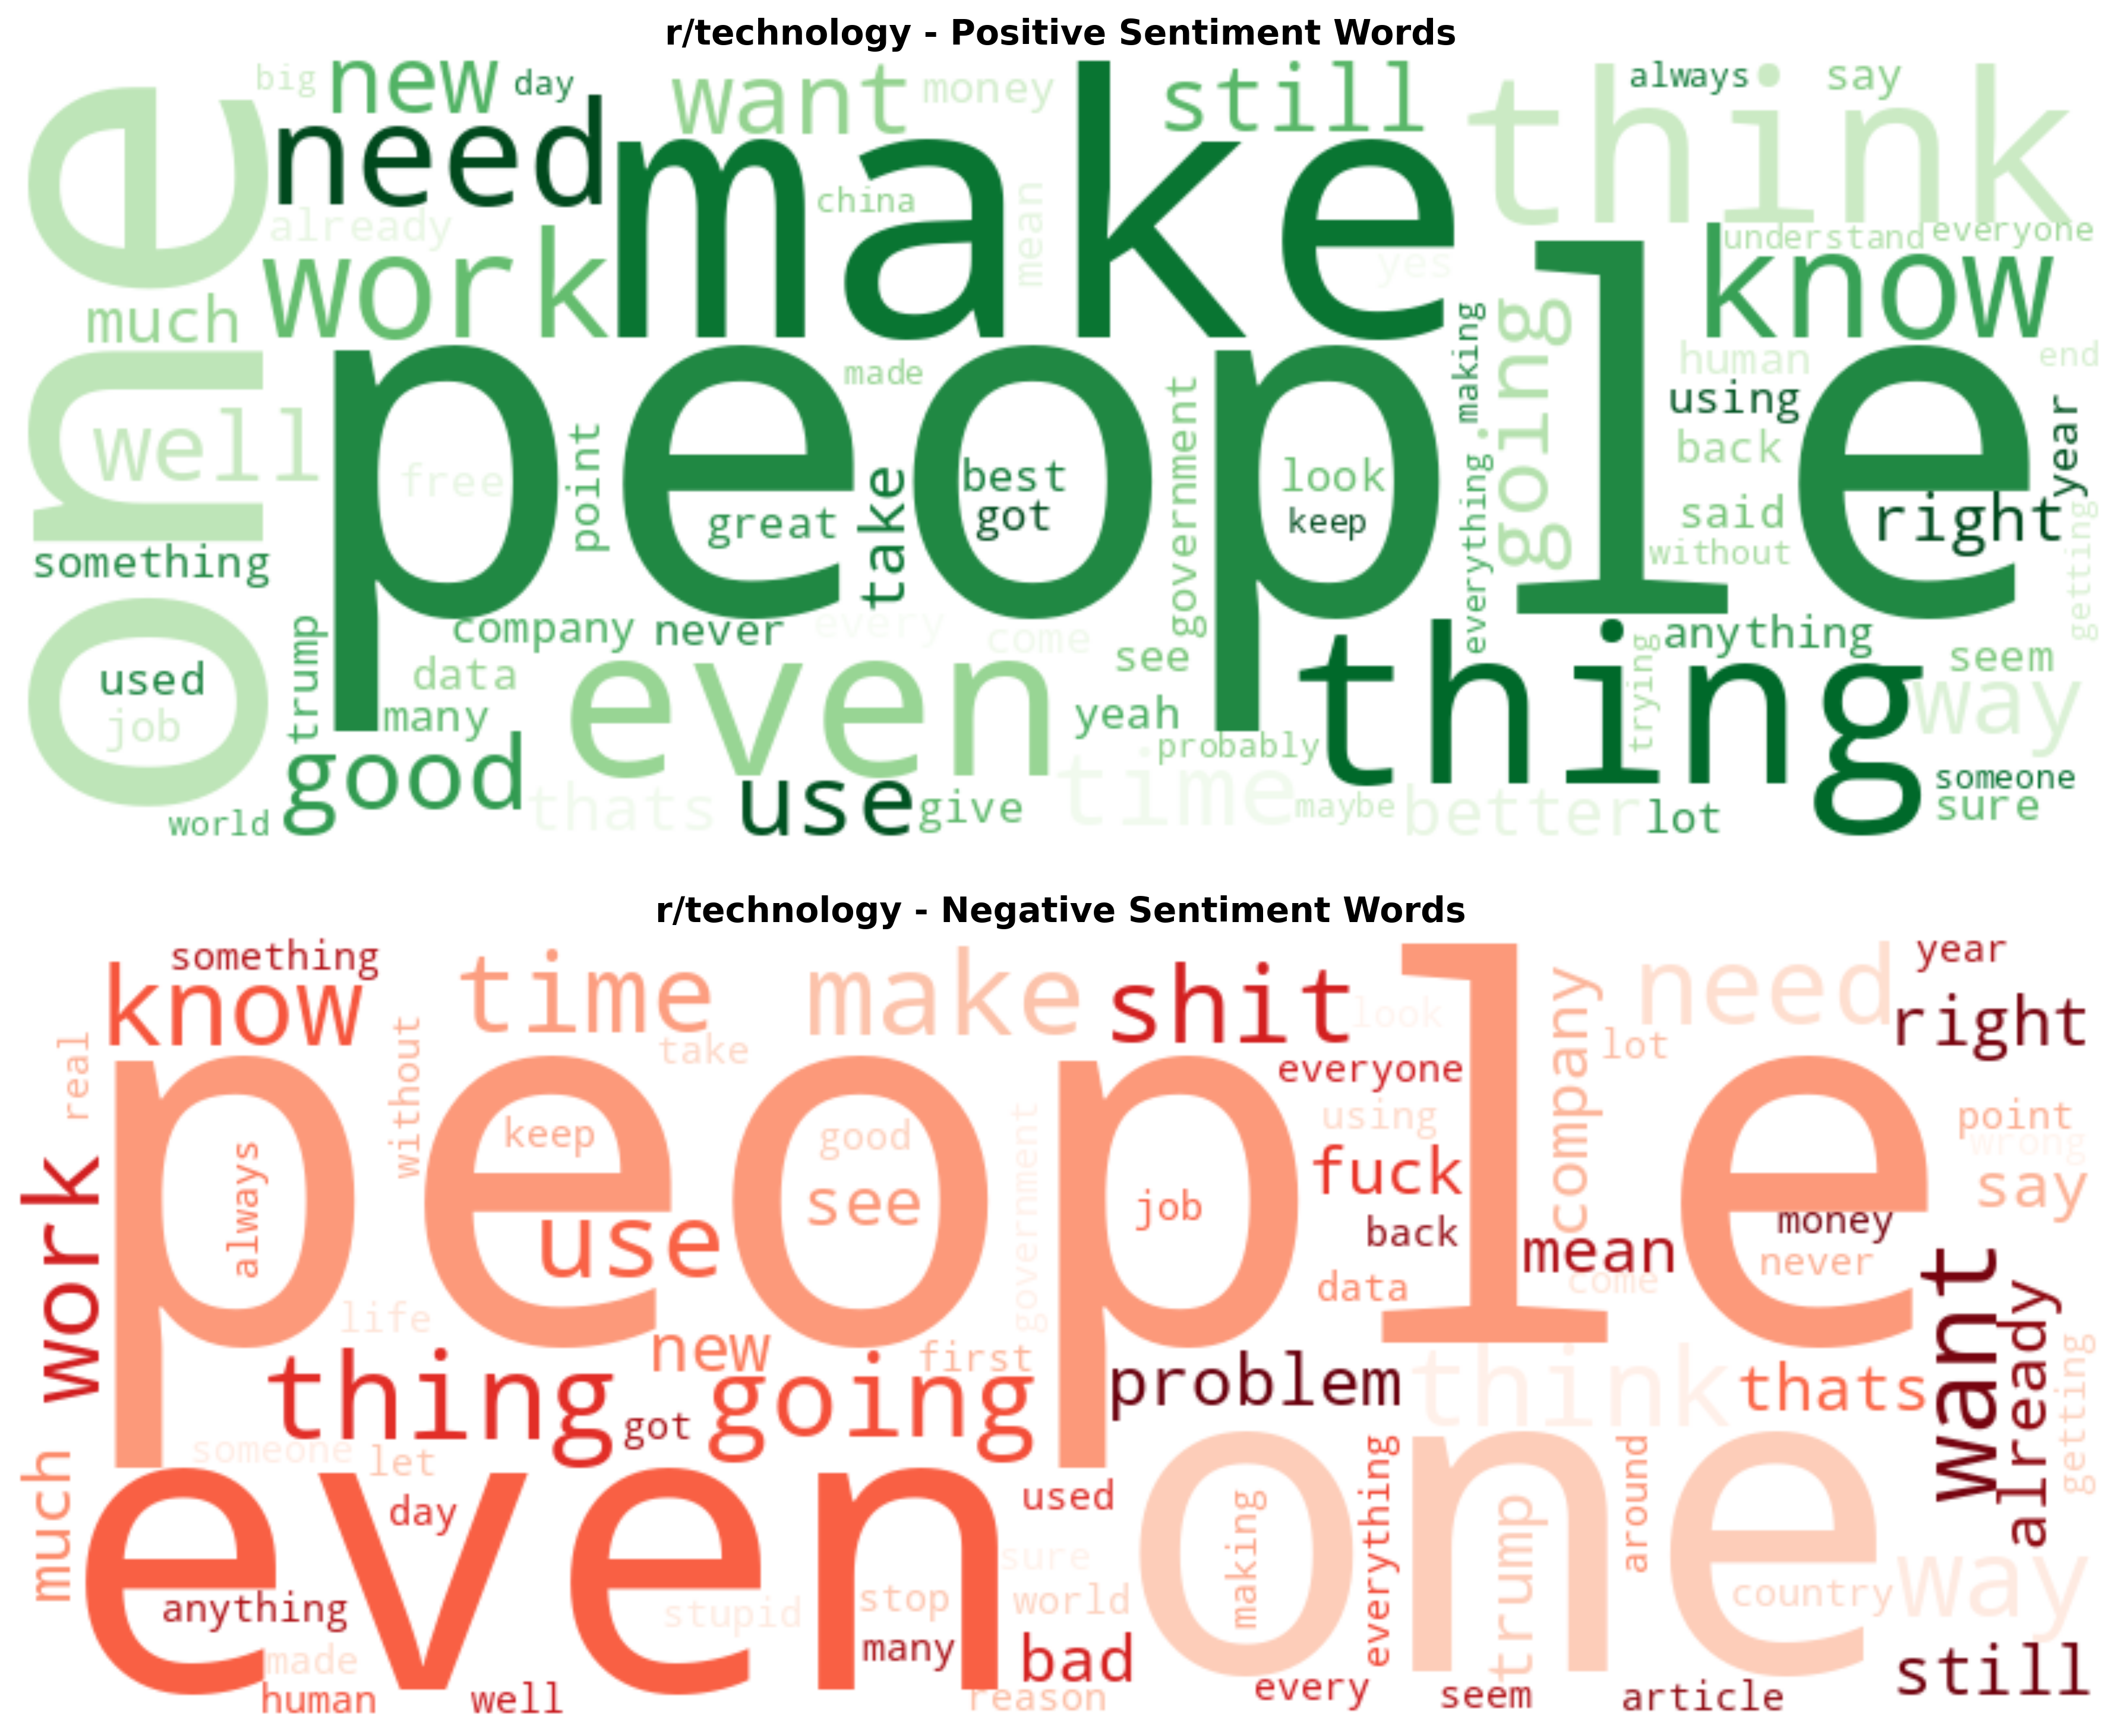 r/technology - Positive Sentiment Words
big
new
day
want
money
still
think
always
say
one
need
make
china
mean
already
work
much
understand
everyone
know
yes
people
made
making
going
human
end
using
year
well
free
point
great
take
best
got
government
look
keep
everything
back
said
without
right
getting
something
company
never
every
come
see
thing
trying
anything
seem
way
used
job
trump
data
many
even
yeah
probably
good
thats
use
give
time
maybe
better
lot
someone
sure
world
r/technology - Negative Sentiment Words
something
know
time
make
shit
look
need
year
right
real
without
take
people
everyone
company
lot
using
point
wrong
say
always
keep
good
see
government
job
fuck
back
data
mean
come
money
never
work
use
life
new
first
thing
got
going
problem
think
thats
want
already
getting
much
someone
let
day
even
used
one
making
everything
trump
around
country
way
anything
stupid
stop
sure
world
many
bad
made
human
well
reason
every
seem
article
still